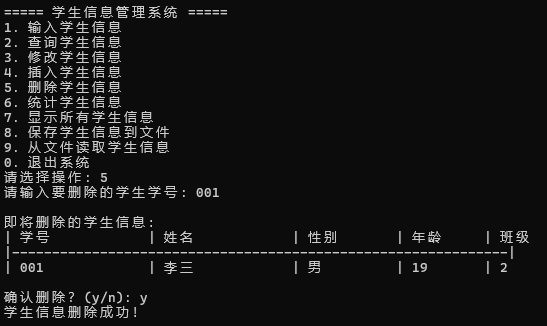 ===== 学生信息管理系统 =====
1. 输入学生信息
2. 查询学生信息
3. 修改学生信息
4. 插入学生信息
5. 删除学生信息
6. 统计学生信息
7. 显示所有学生信息
8. 保存学生信息到文件
9. 从文件读取学生信息
0. 退出系统
请选择操作: 5
请输入要删除的学生学号: 001
即将删除的学生信息:
| 学号 | 姓名 | 性别 | 年龄 | 班级
|---------------------------------------------------------------|
| 001 | 李三 | 男 | 19 | 2
确认删除? (y/n): y
学生信息删除成功!